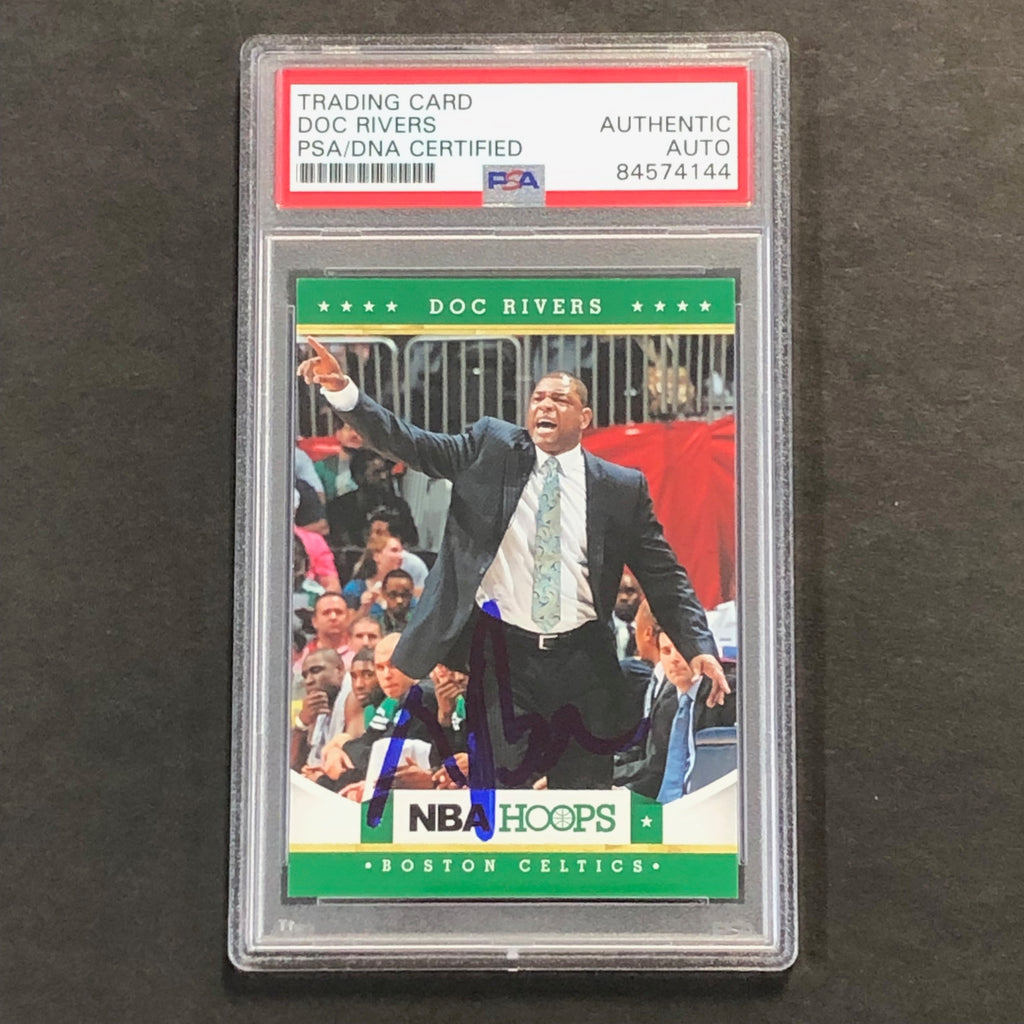 TRADING CARD
DOC RIVERS
PSA/DNA CERTIFIED
AUTHENTIC
AUTO
84574144
PSA
★ ★ ★ ★ DOC RIVERS ★ ★ ★ ★
NBA HOOPS ★
• BOSTON CELTICS •